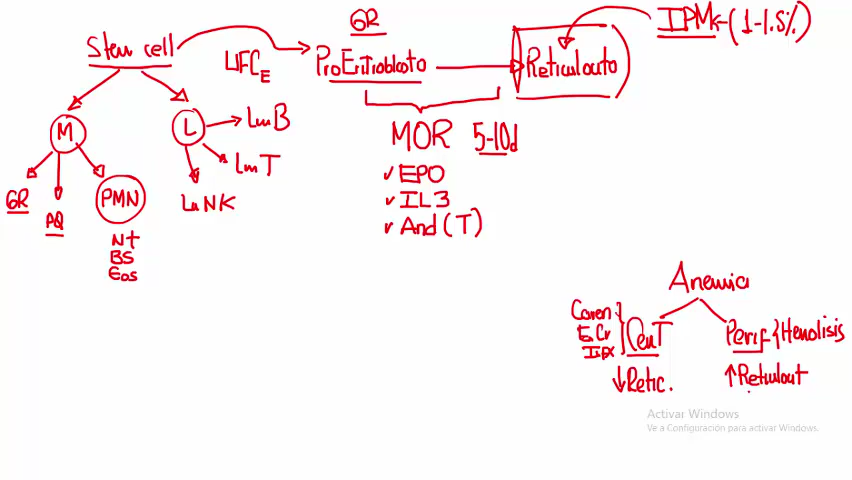 GR
IPMk-(1-1.5%)
Stem cell
UFCE
ProEritroblasto
Reticulocito
M
L
LmB
LmT
LmNK
MOR 5-10d
✓ EPO
✓ IL3
✓ And (T)
GR
PQ
PMN
Nt
BS
Eos
Anemia
Caren
E.Cr
CenT
Perif {Hemolisis
↓Retic.
↑Reticulocit
Activar Windows
Ve a Configuración para activar Windows.